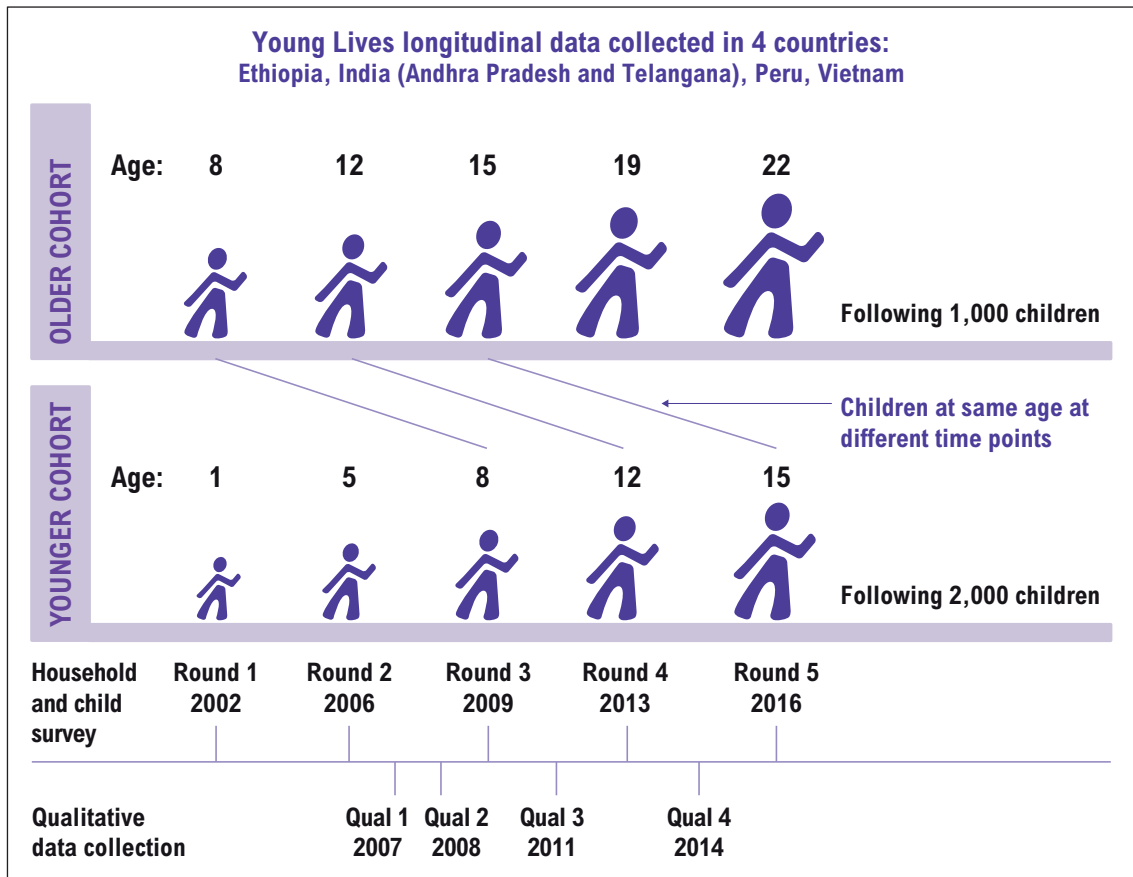 Young Lives longitudinal data collected in 4 countries:
Ethiopia, India (Andhra Pradesh and Telangana), Peru, Vietnam
OLDER COHORT
Age: 8 12 15 19 22
Following 1,000 children
Children at same age at
different time points
YOUNGER COHORT
Age: 1 5 8 12 15
Following 2,000 children
Household Round 1 Round 2 Round 3 Round 4 Round 5
and child 2002 2006 2009 2013 2016
survey
Qualitative Qual 1 Qual 2 Qual 3 Qual 4
data collection 2007 2008 2011 2014